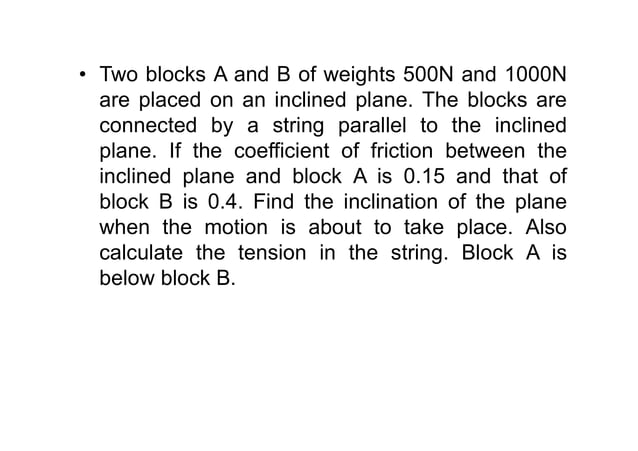 • Two blocks A and B of weights 500N and 1000N
are placed on an inclined plane. The blocks are
connected by a string parallel to the inclined
plane. If the coefficient of friction between the
inclined plane and block A is 0.15 and that of
block B is 0.4. Find the inclination of the plane
when the motion is about to take place. Also
calculate the tension in the string. Block A is
below block B.